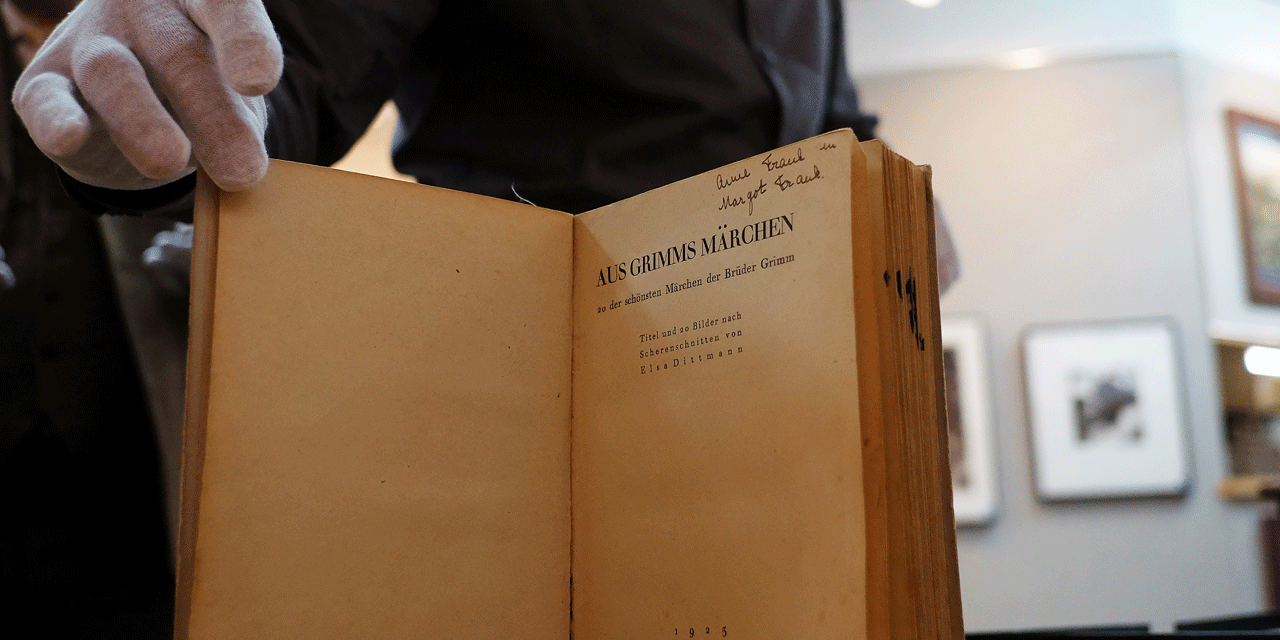 Anne Frank en
Margot Frank.
AUS GRIMMS MÄRCHEN
20 der schönsten Märchen der Brüder Grimm
Titel und 20 Bilder nach
Scherenschnitten von
Elsa Dittmann
1925